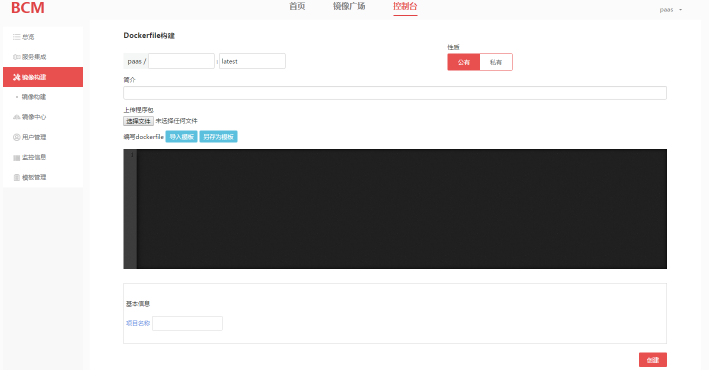 BCM
首页 镜像广场 控制台
paas
总览
服务集成
镜像构建
镜像构建
镜像中心
用户管理
监控信息
模板管理
Dockerfile构建
paas / : latest
性质
公有 私有
简介
上传程序包
选择文件 未选择任何文件
编写dockerfile 导入模板 另存为模板
1
基本信息
项目名称
创建